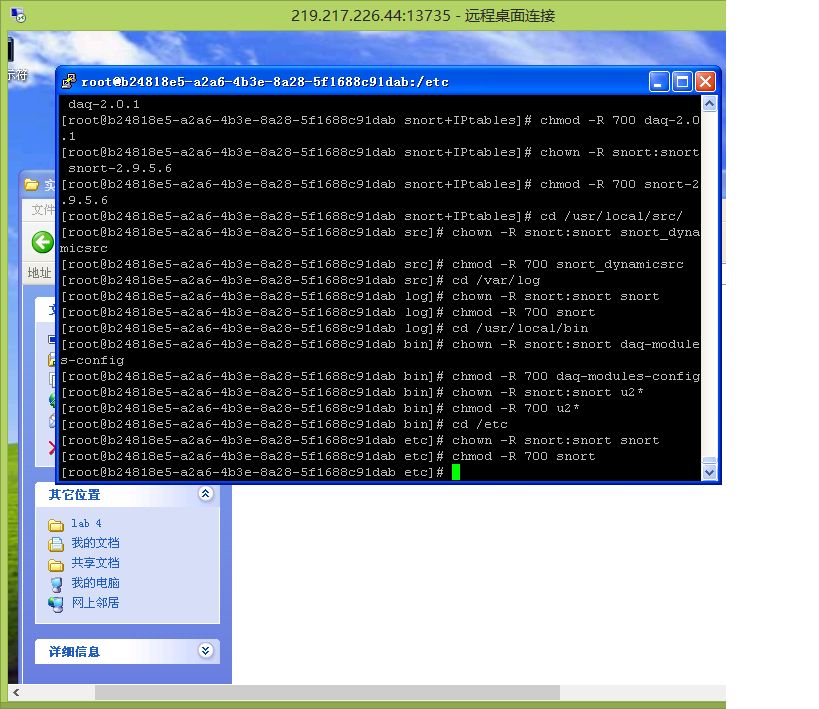 219.217.226.44:13735 - 远程桌面连接
示符
root@b24818e5-a2a6-4b3e-8a28-5f1688c91dab:/etc
 daq-2.0.1
[root@b24818e5-a2a6-4b3e-8a28-5f1688c91dab snort+IPtables]# chmod -R 700 daq-2.0
.1
[root@b24818e5-a2a6-4b3e-8a28-5f1688c91dab snort+IPtables]# chown -R snort:snort
 snort-2.9.5.6
[root@b24818e5-a2a6-4b3e-8a28-5f1688c91dab snort+IPtables]# chmod -R 700 snort-2
.9.5.6
[root@b24818e5-a2a6-4b3e-8a28-5f1688c91dab snort+IPtables]# cd /usr/local/src/
[root@b24818e5-a2a6-4b3e-8a28-5f1688c91dab src]# chown -R snort:snort snort_dyna
micsrc
[root@b24818e5-a2a6-4b3e-8a28-5f1688c91dab src]# chmod -R 700 snort_dynamicsrc
[root@b24818e5-a2a6-4b3e-8a28-5f1688c91dab src]# cd /var/log
[root@b24818e5-a2a6-4b3e-8a28-5f1688c91dab log]# chown -R snort:snort snort
[root@b24818e5-a2a6-4b3e-8a28-5f1688c91dab log]# chmod -R 700 snort
[root@b24818e5-a2a6-4b3e-8a28-5f1688c91dab log]# cd /usr/local/bin
[root@b24818e5-a2a6-4b3e-8a28-5f1688c91dab bin]# chown -R snort:snort daq-module
s-config
[root@b24818e5-a2a6-4b3e-8a28-5f1688c91dab bin]# chmod -R 700 daq-modules-config
[root@b24818e5-a2a6-4b3e-8a28-5f1688c91dab bin]# chown -R snort:snort u2*
[root@b24818e5-a2a6-4b3e-8a28-5f1688c91dab bin]# chmod -R 700 u2*
[root@b24818e5-a2a6-4b3e-8a28-5f1688c91dab bin]# cd /etc
[root@b24818e5-a2a6-4b3e-8a28-5f1688c91dab etc]# chown -R snort:snort snort
[root@b24818e5-a2a6-4b3e-8a28-5f1688c91dab etc]# chmod -R 700 snort
[root@b24818e5-a2a6-4b3e-8a28-5f1688c91dab etc]#
实
文件
地址
其它位置
lab 4
我的文档
共享文档
我的电脑
网上邻居
详细信息